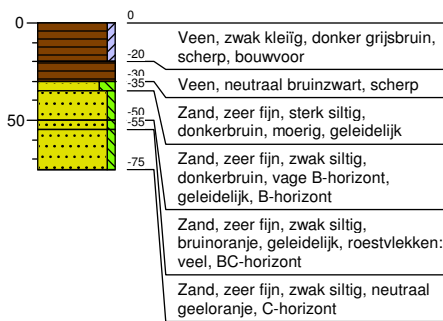 0
0
Veen, zwak kleiïg, donker grijsbruin,
scherp, bouwvoor
-20
Veen, neutraal bruinzwart, scherp
-30
Zand, zeer fijn, sterk siltig,
donkerbruin, moerig, geleidelijk
-35
Zand, zeer fijn, zwak siltig,
donkerbruin, vage B-horizont,
geleidelijk, B-horizont
50
-50
Zand, zeer fijn, zwak siltig,
bruinoranje, geleidelijk, roestvlekken:
veel, BC-horizont
-55
Zand, zeer fijn, zwak siltig, neutraal
geeloranje, C-horizont
-75